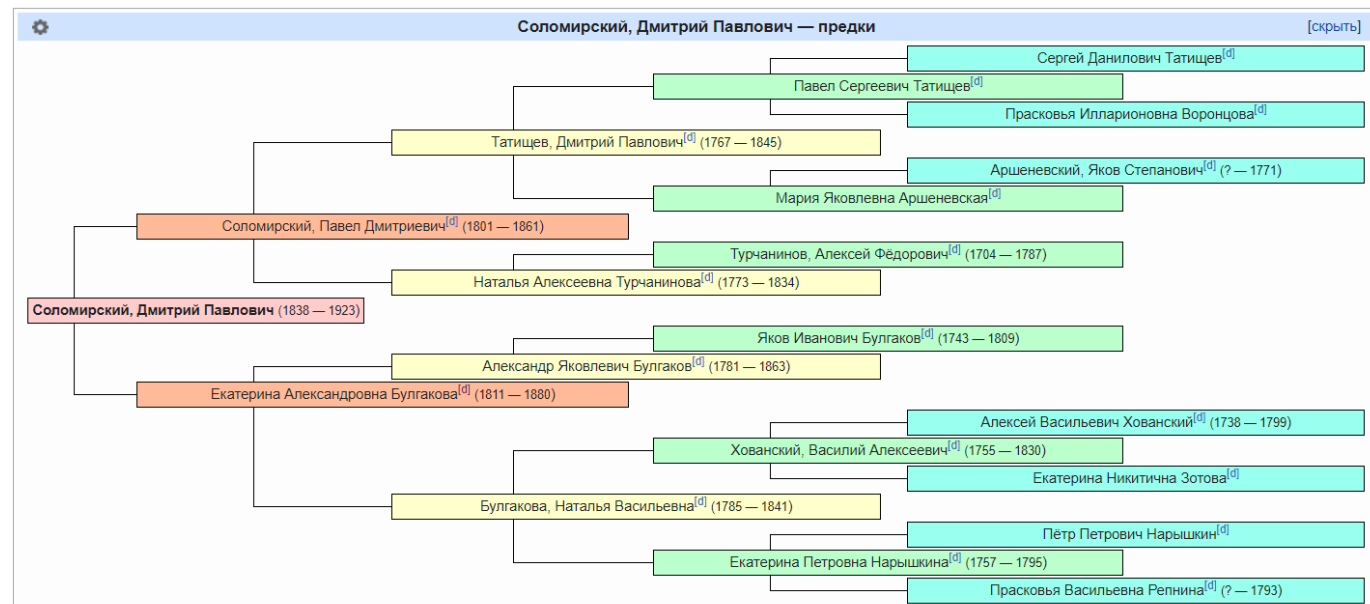 Соломирский, Дмитрий Павлович — предки
[скрыть]
Сергей Данилович Татищев[d]
Павел Сергеевич Татищев[d]
Прасковья Илларионовна Воронцова[d]
Татищев, Дмитрий Павлович[d] (1767 — 1845)
Аршеневский, Яков Степанович[d] (? — 1771)
Мария Яковлевна Аршеневская[d]
Соломирский, Павел Дмитриевич[d] (1801 — 1861)
Турчанинов, Алексей Фёдорович[d] (1704 — 1787)
Наталья Алексеевна Турчанинова[d] (1773 — 1834)
Соломирский, Дмитрий Павлович (1838 — 1923)
Яков Иванович Булгаков[d] (1743 — 1809)
Александр Яковлевич Булгаков[d] (1781 — 1863)
Екатерина Александровна Булгакова[d] (1811 — 1880)
Алексей Васильевич Хованский[d] (1738 — 1799)
Хованский, Василий Алексеевич[d] (1755 — 1830)
Екатерина Никитична Зотова[d]
Булгакова, Наталья Васильевна[d] (1785 — 1841)
Пётр Петрович Нарышкин[d]
Екатерина Петровна Нарышкина[d] (1757 — 1795)
Прасковья Васильевна Репнина[d] (? — 1793)